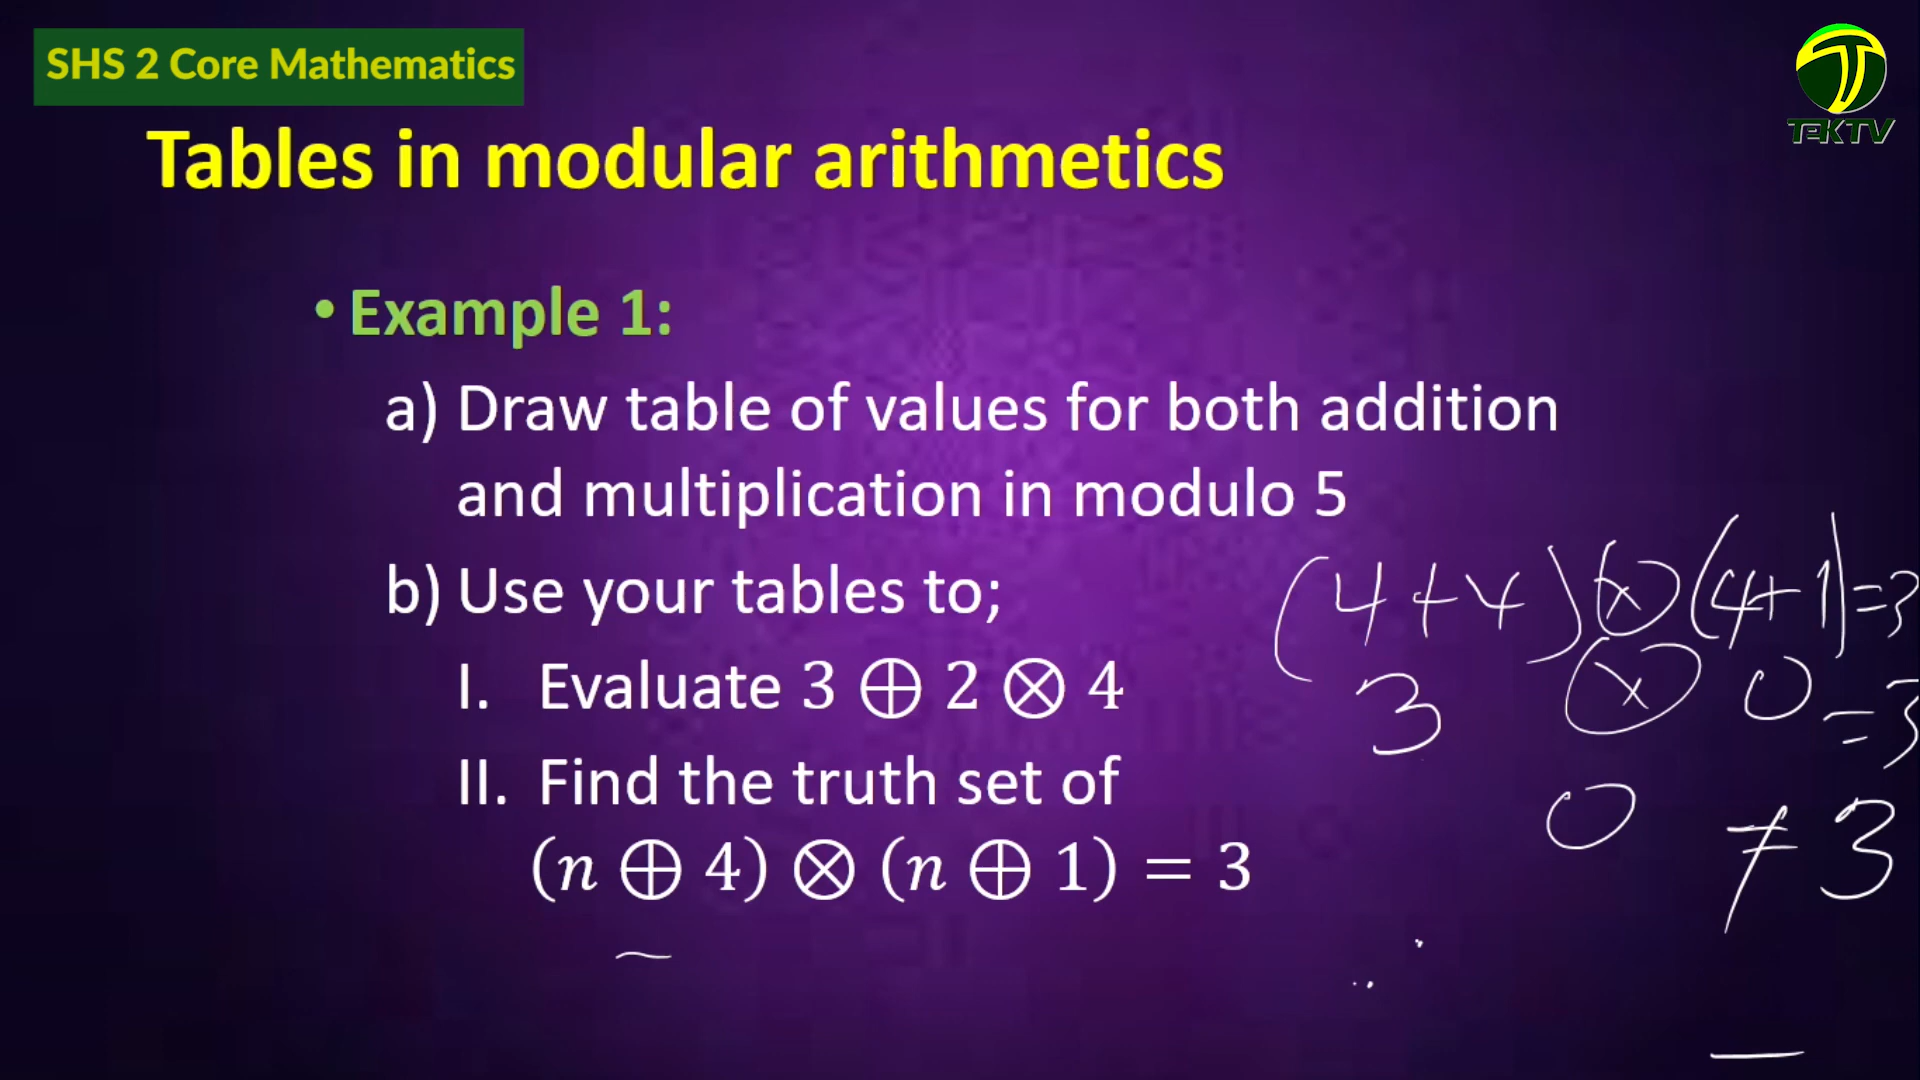 SHS 2 Core Mathematics
TEKTV
Tables in modular arithmetics
• Example 1:
a) Draw table of values for both addition
and multiplication in modulo 5
b) Use your tables to;
I. Evaluate 3 ⊕ 2 ⊗ 4
II. Find the truth set of
(n ⊕ 4) ⊗ (n ⊕ 1) = 3
(4+4) ⊗ (4+1) = 3
3 ⊗ 0 = 3
0 ≠ 3